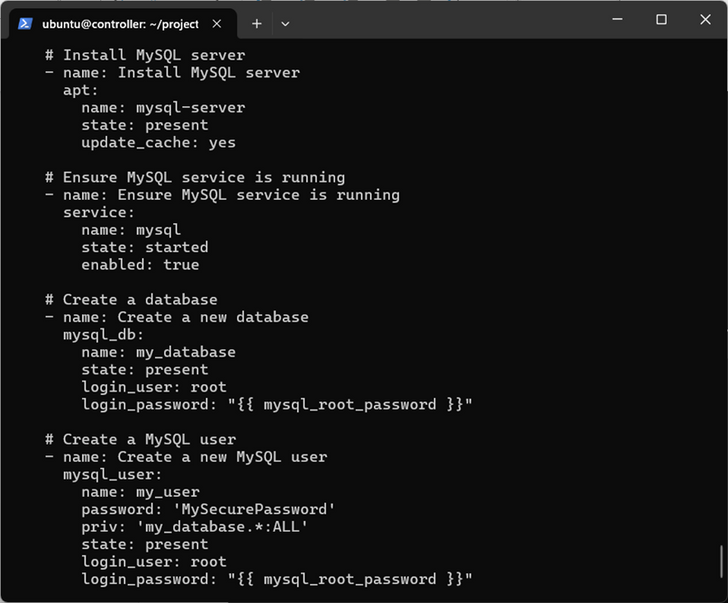 ubuntu@controller: ~/project
# Install MySQL server
- name: Install MySQL server
apt:
name: mysql-server
state: present
update_cache: yes
# Ensure MySQL service is running
- name: Ensure MySQL service is running
service:
name: mysql
state: started
enabled: true
# Create a database
- name: Create a new database
mysql_db:
name: my_database
state: present
login_user: root
login_password: "{{ mysql_root_password }}"
# Create a MySQL user
- name: Create a new MySQL user
mysql_user:
name: my_user
password: 'MySecurePassword'
priv: 'my_database.*:ALL'
state: present
login_user: root
login_password: "{{ mysql_root_password }}"